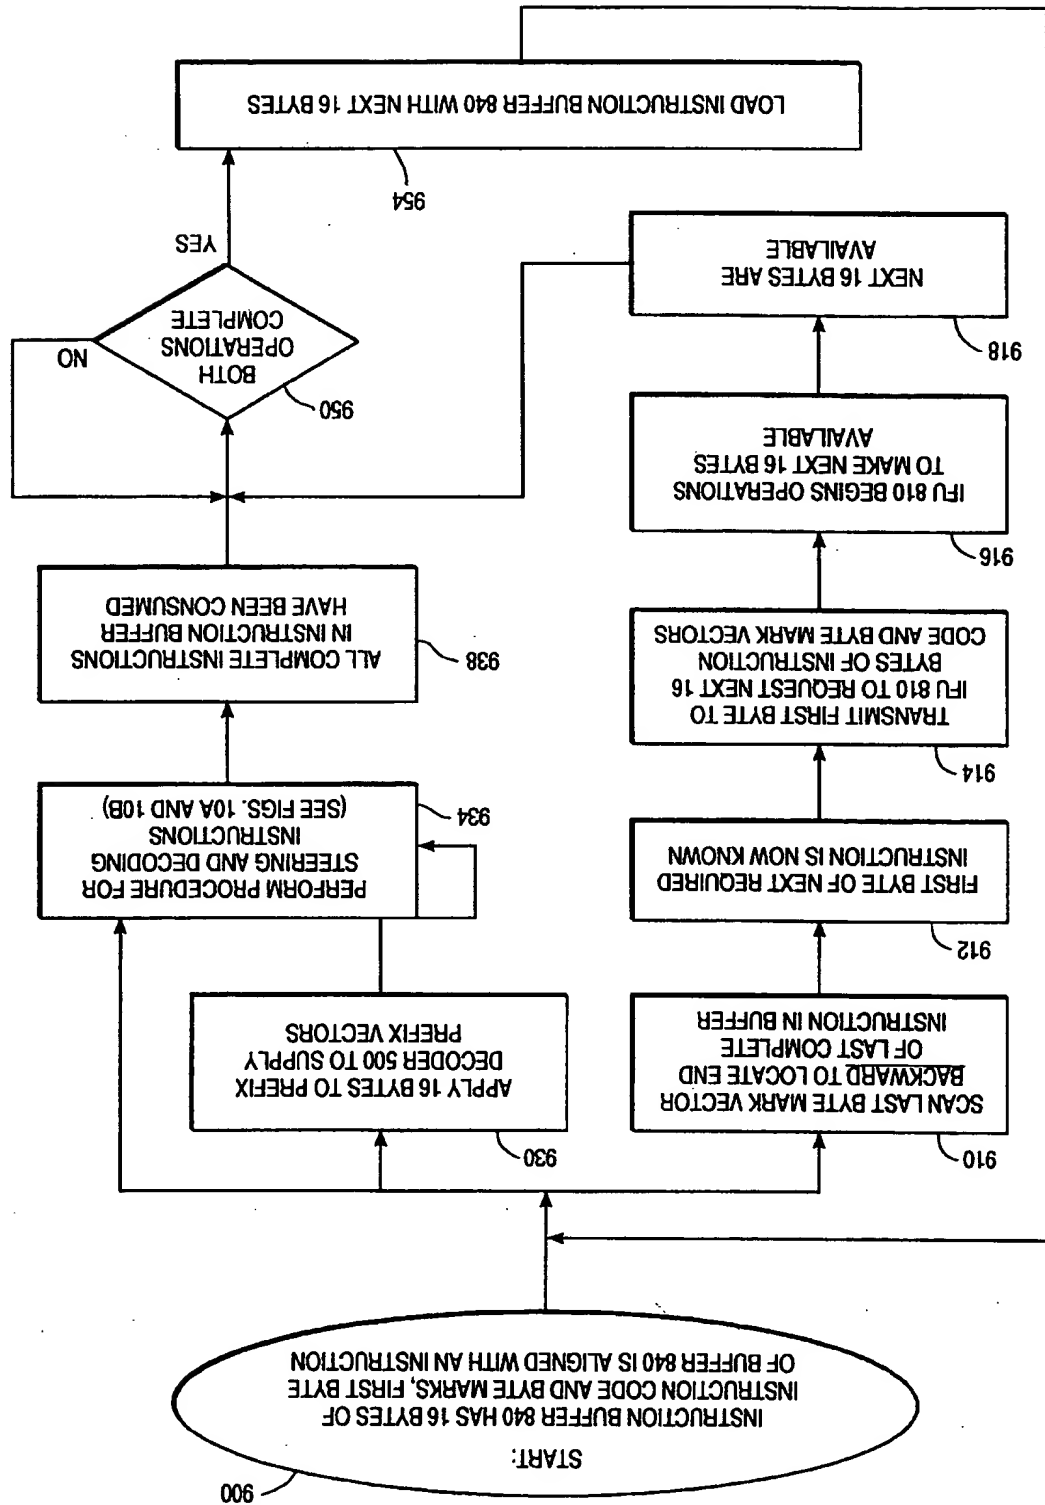 900
START:
INSTRUCTION BUFFER 840 HAS 16 BYTES OF
INSTRUCTION CODE AND BYTE MARKS, FIRST BYTE
OF BUFFER 840 IS ALIGNED WITH AN INSTRUCTION
910
SCAN LAST BYTE MARK VECTOR
BACKWARD TO LOCATE END
OF LAST COMPLETE
INSTRUCTION IN BUFFER
912
FIRST BYTE OF NEXT REQUIRED
INSTRUCTION IS NOW KNOWN
914
TRANSMIT FIRST BYTE TO
IFU 810 TO REQUEST NEXT 16
BYTES OF INSTRUCTION
CODE AND BYTE MARK VECTORS
916
IFU 810 BEGINS OPERATIONS
TO MAKE NEXT 16 BYTES
AVAILABLE
918
NEXT 16 BYTES ARE
AVAILABLE
930
APPLY 16 BYTES TO PREFIX
DECODER 500 TO SUPPLY
PREFIX VECTORS
934
PERFORM PROCEDURE FOR
STEERING AND DECODING
INSTRUCTIONS
(SEE FIGS. 10A AND 10B)
938
ALL COMPLETE INSTRUCTIONS
IN INSTRUCTION BUFFER
HAVE BEEN CONSUMED
950
BOTH
OPERATIONS
COMPLETE
NO
YES
954
LOAD INSTRUCTION BUFFER 840 WITH NEXT 16 BYTES